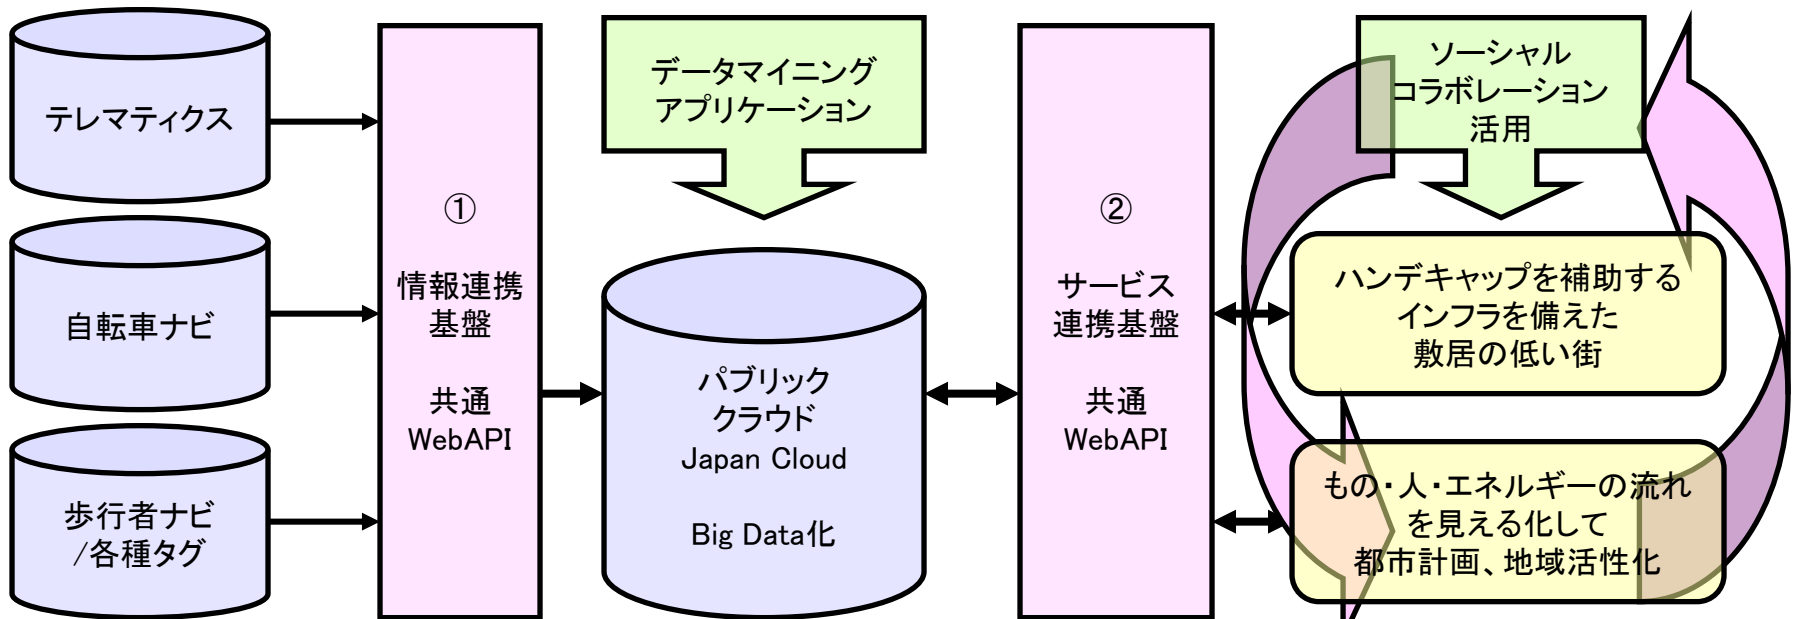 テレマティクス
自転車ナビ
歩行者ナビ
/各種タグ
①
情報連携
基盤
共通
WebAPI
データマイニング
アプリケーション
パブリック
クラウド
Japan Cloud
Big Data化
②
サービス
連携基盤
共通
WebAPI
ソーシャル
コラボレーション
活用
ハンデキャップを補助する
インフラを備えた
敷居の低い街
もの・人・エネルギーの流れ
を見える化して
都市計画、地域活性化